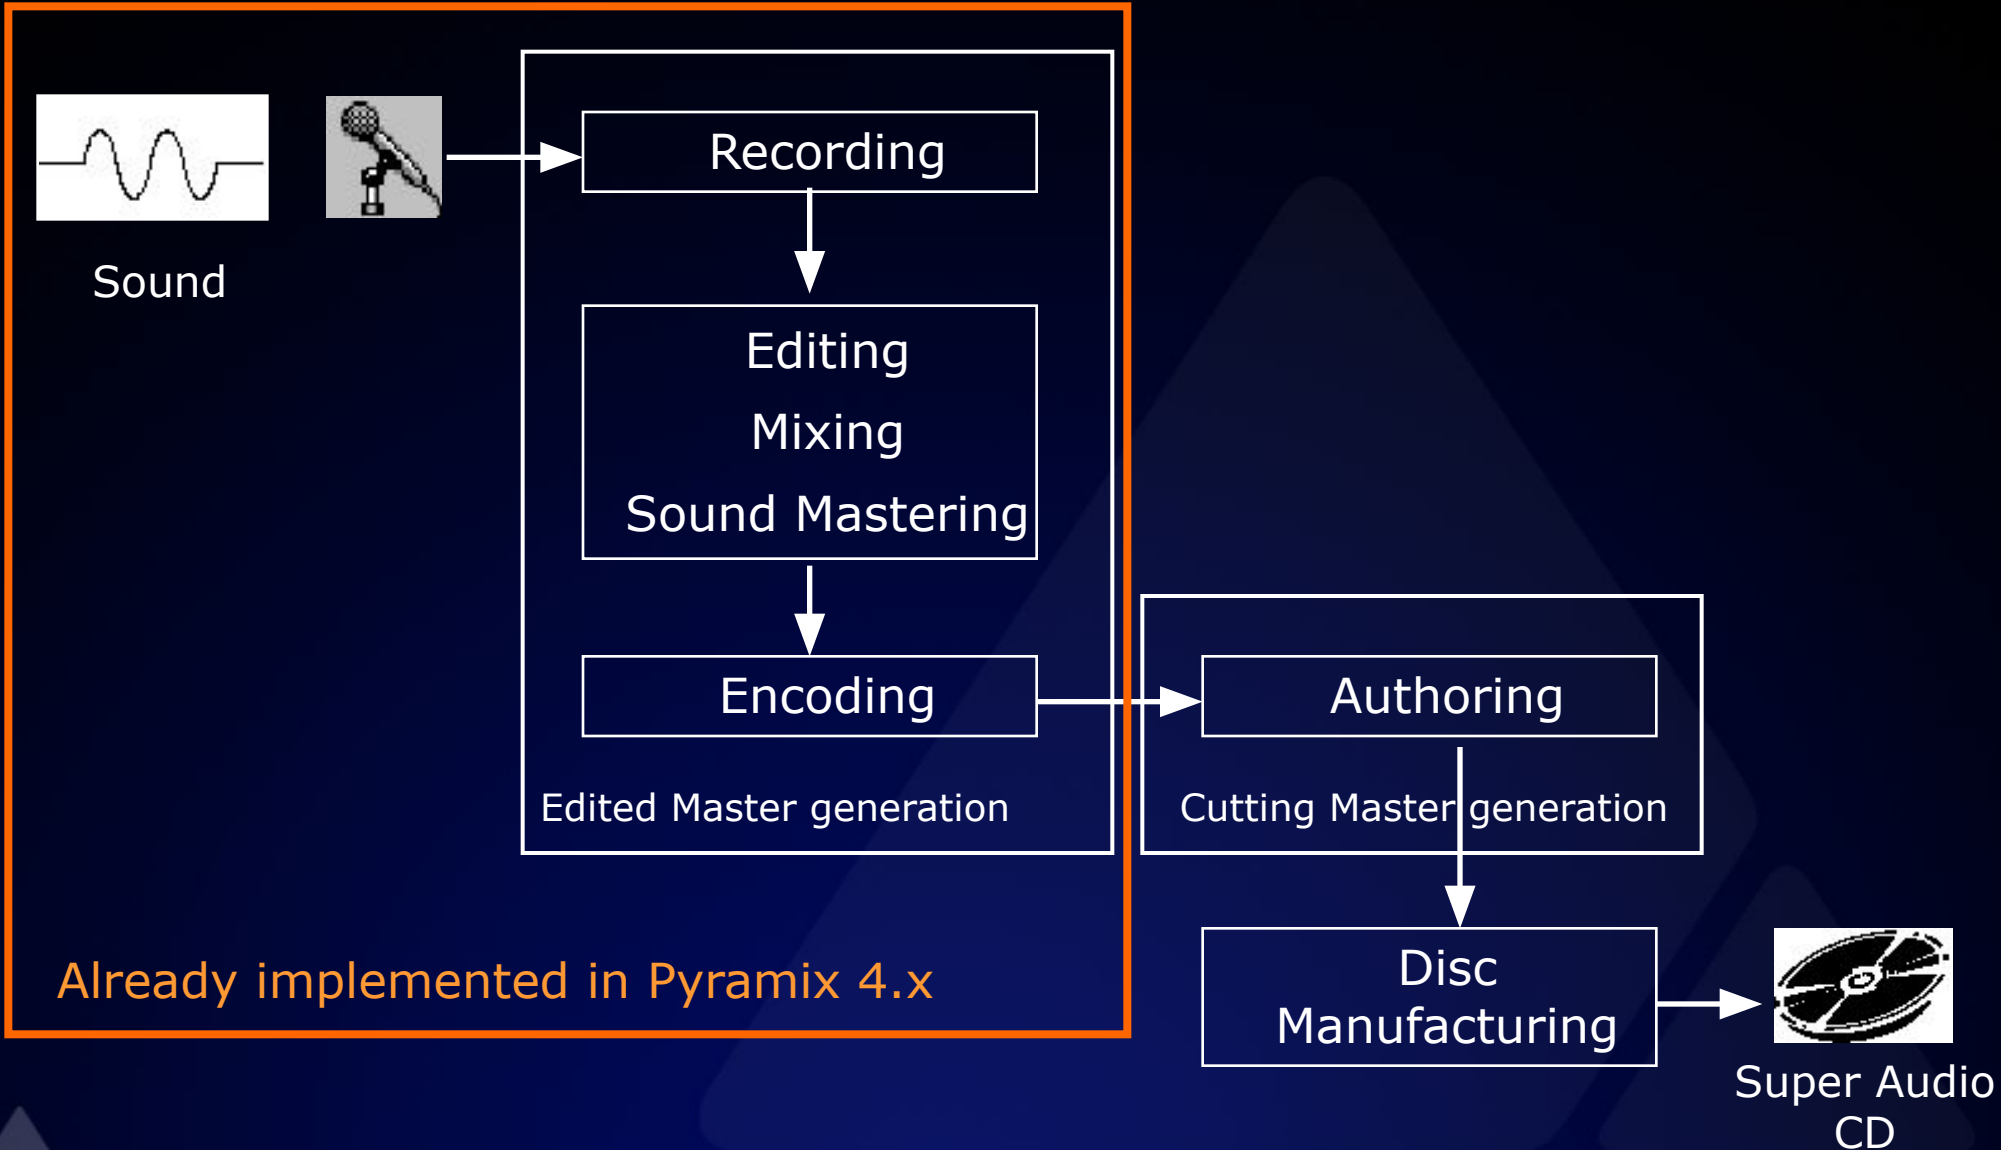 Sound
Recording
Editing
Mixing
Sound Mastering
Encoding
Edited Master generation
Already implemented in Pyramix 4.x
Authoring
Cutting Master generation
Disc
Manufacturing
Super Audio
CD